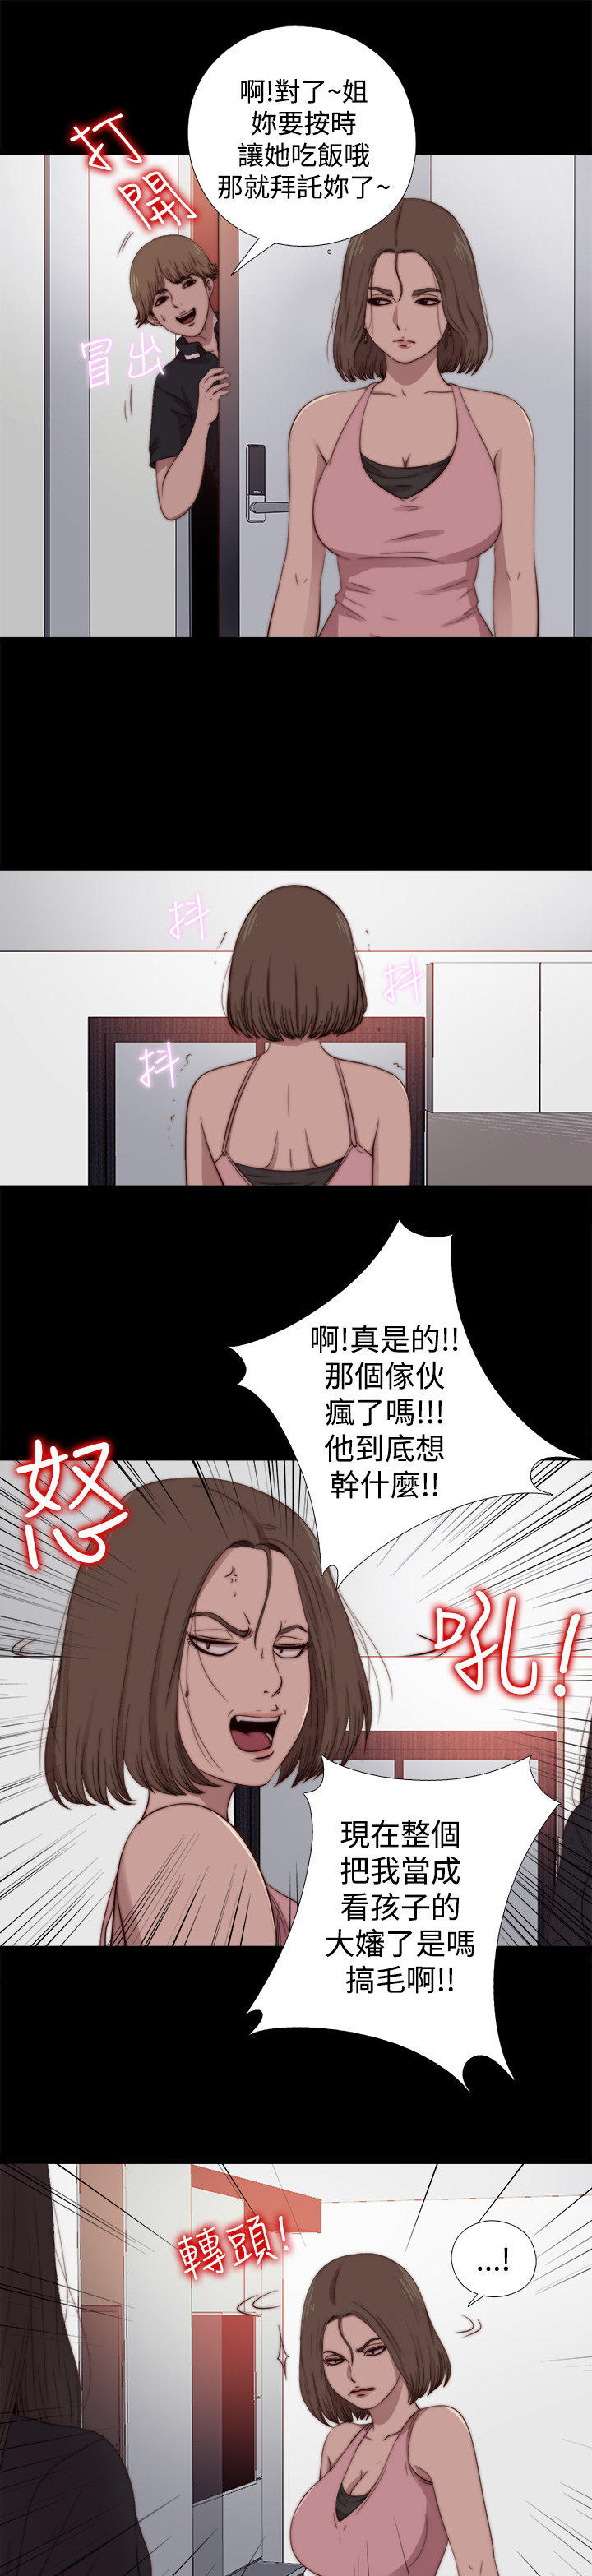 啊!對了~姐
妳要按時
讓她吃飯哦
那就拜託妳了~
打
開
冒出
抖
抖
抖
啊!真是的!!
那個傢伙
瘋了嗎!!!
他到底想
幹什麼!!
怒
吼!
現在整個
把我當成
看孩子的
大嬸了是嗎
搞毛啊!!
轉頭!
...!